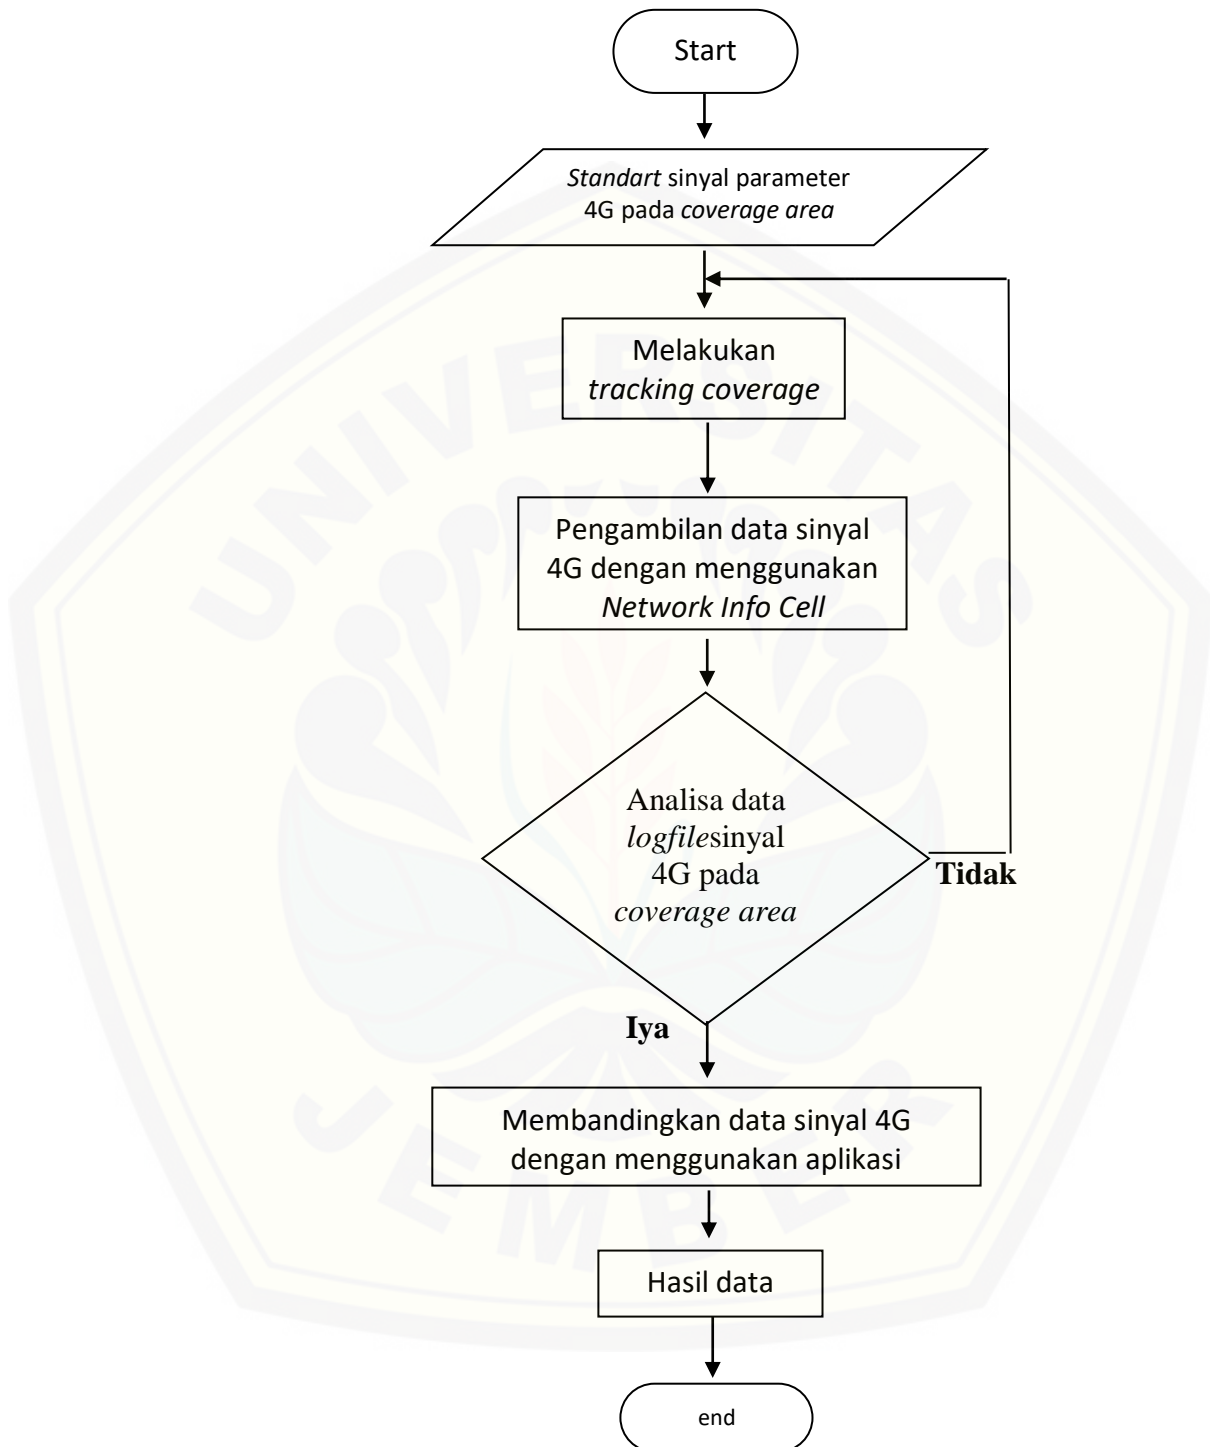 Start
Standart sinyal parameter
4G pada coverage area
Melakukan
tracking coverage
Pengambilan data sinyal
4G dengan menggunakan
Network Info Cell
Analisa data
logfilesinyal
4G pada
coverage area
Tidak
Iya
Membandingkan data sinyal 4G
dengan menggunakan aplikasi
Hasil data
end
UNIVERSITAS
JEMBER